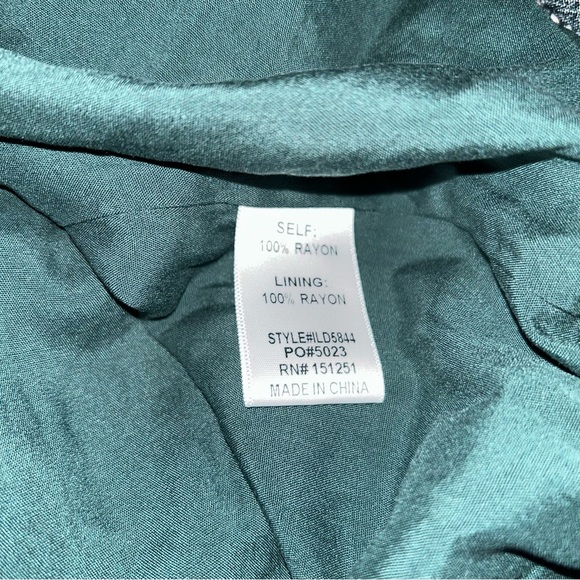 SELF:
100% RAYON
LINING:
100% RAYON
STYLE#ILD5844
PO#5023
RN# 151251
MADE IN CHINA